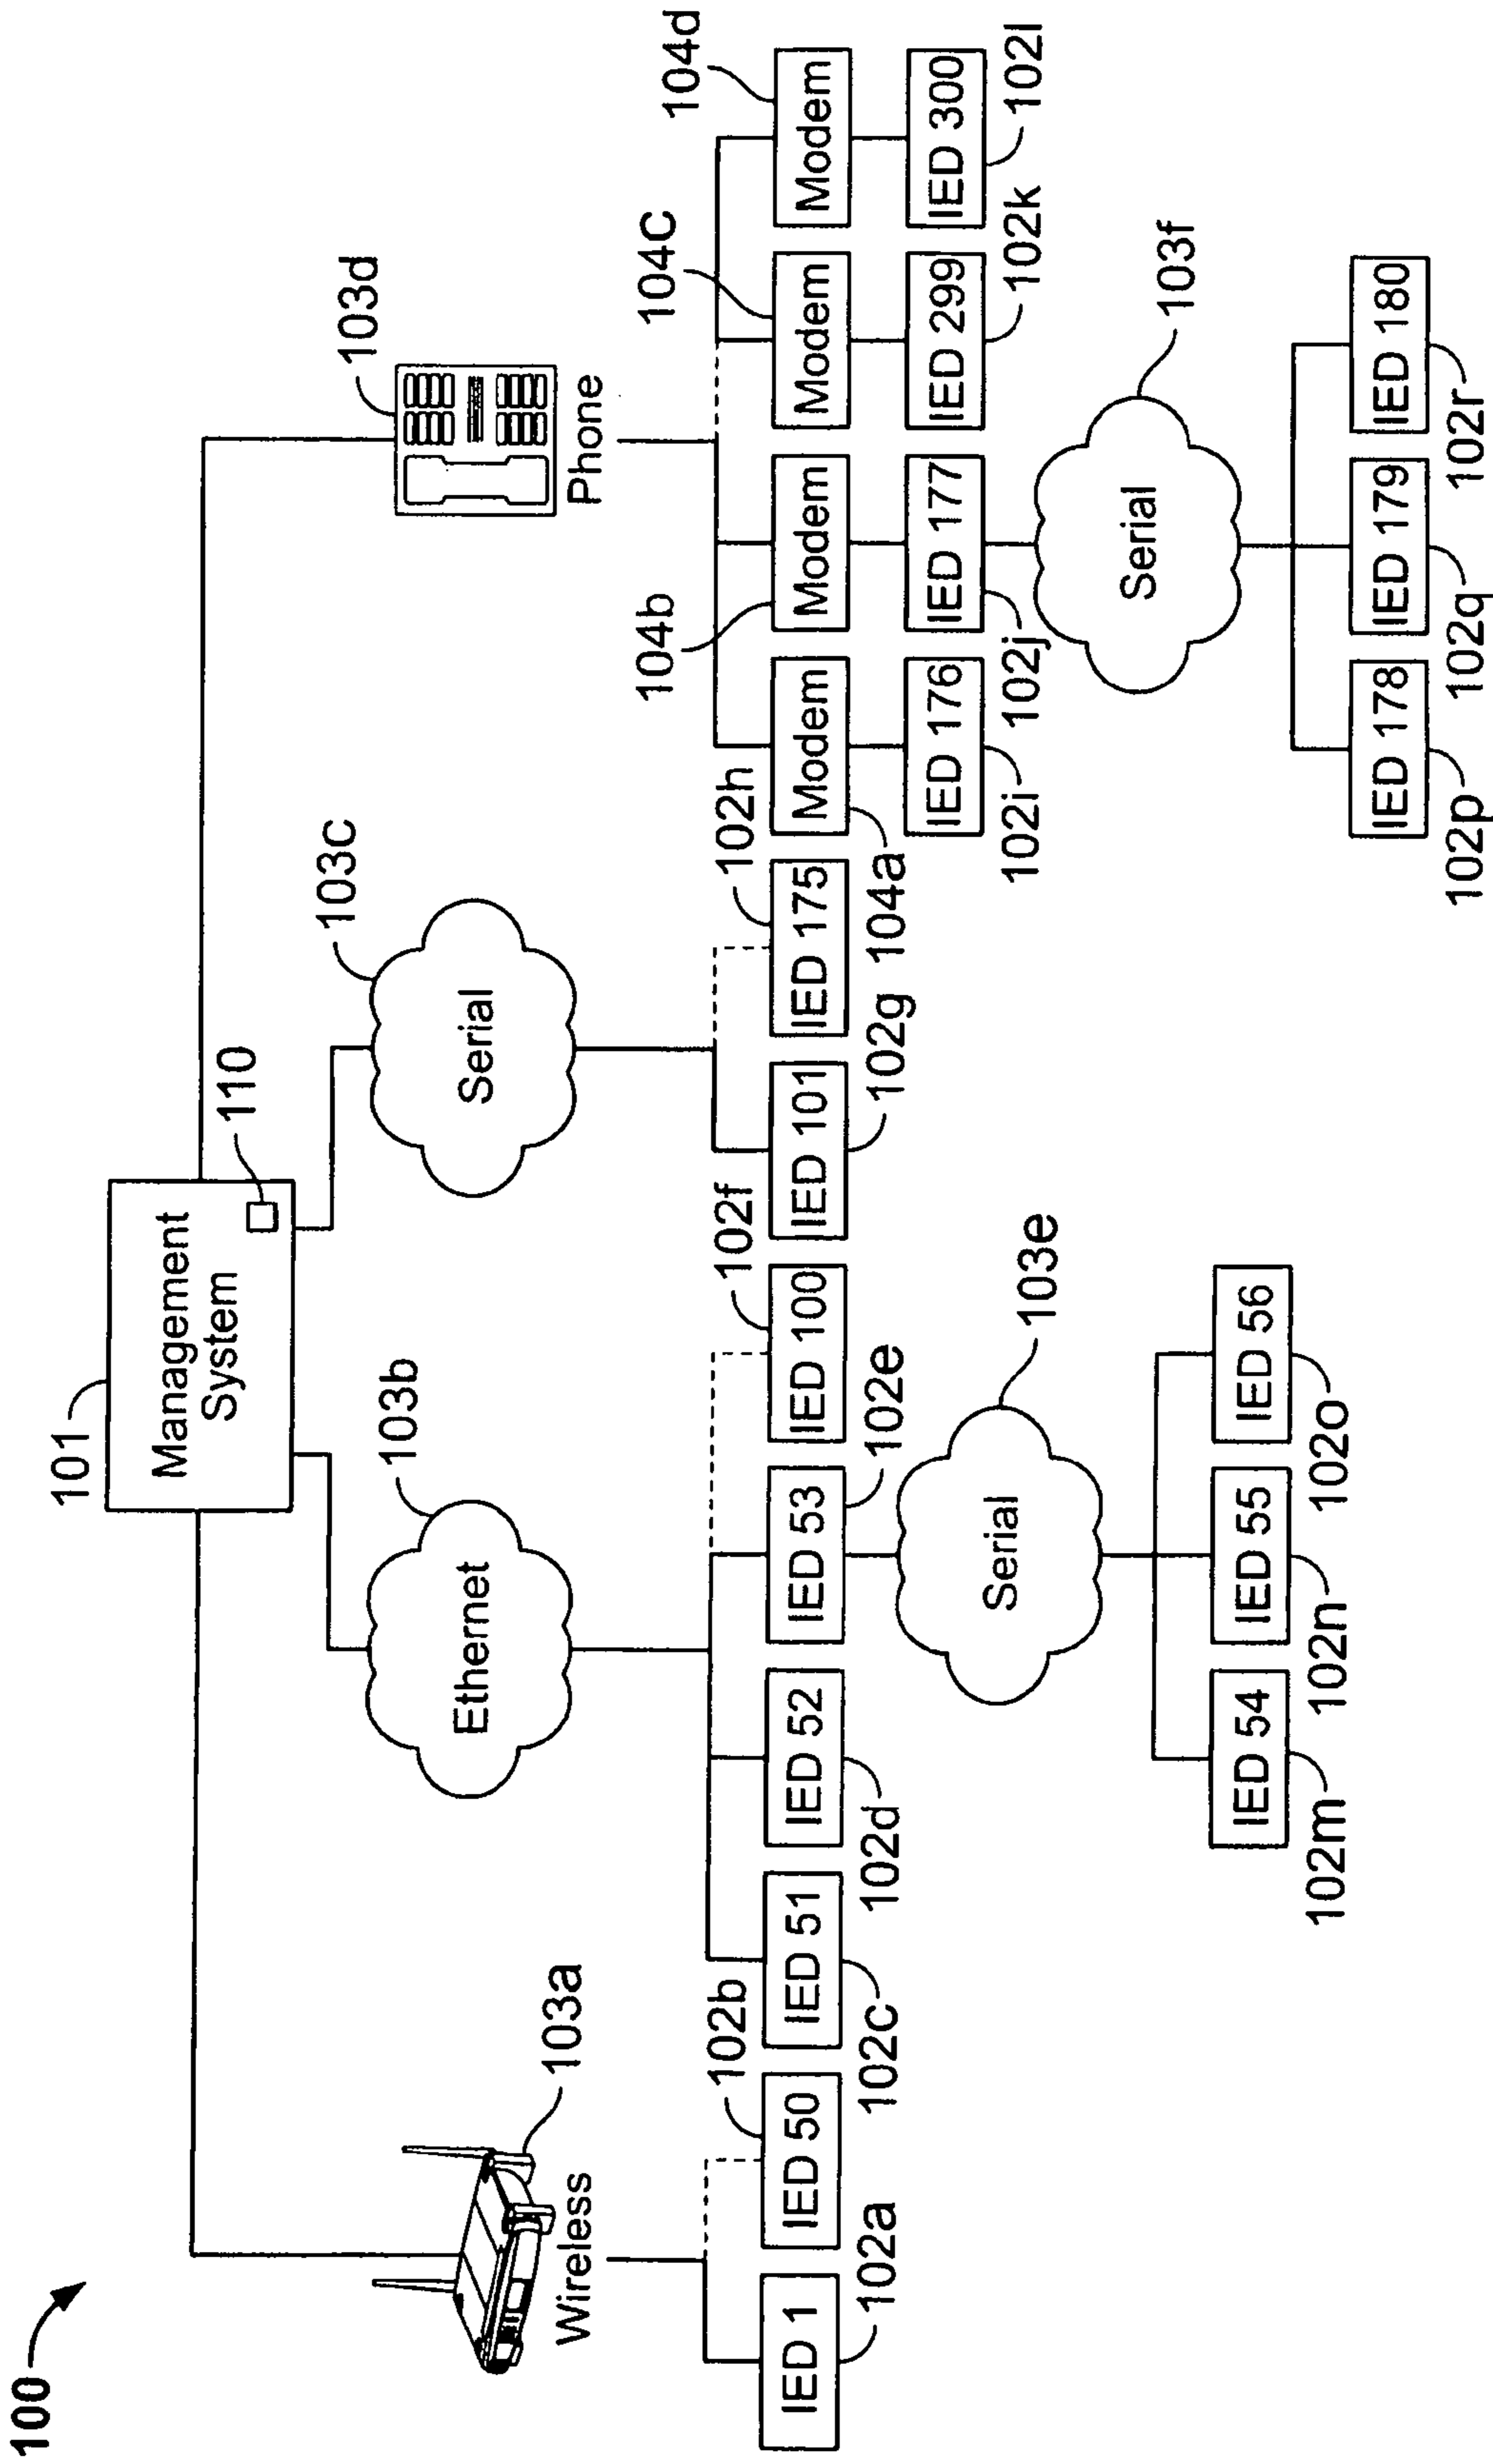 100
101
Management
System
110
103a
Wireless
103b
Ethernet
103c
Serial
103d
Phone
104b
104C
104d
102b
102f
102h
IED 1
IED 50
IED 51
IED 52
IED 53
IED 100
IED 101
IED 175
Modem
Modem
Modem
Modem
102a
102c
102d
102e
102g
104a
IED 176
IED 177
IED 299
IED 300
102i
102j
102k
102l
Serial
103e
Serial
103f
IED 54
IED 55
IED 56
102m
102n
102o
IED 178
IED 179
IED 180
102p
102q
102r